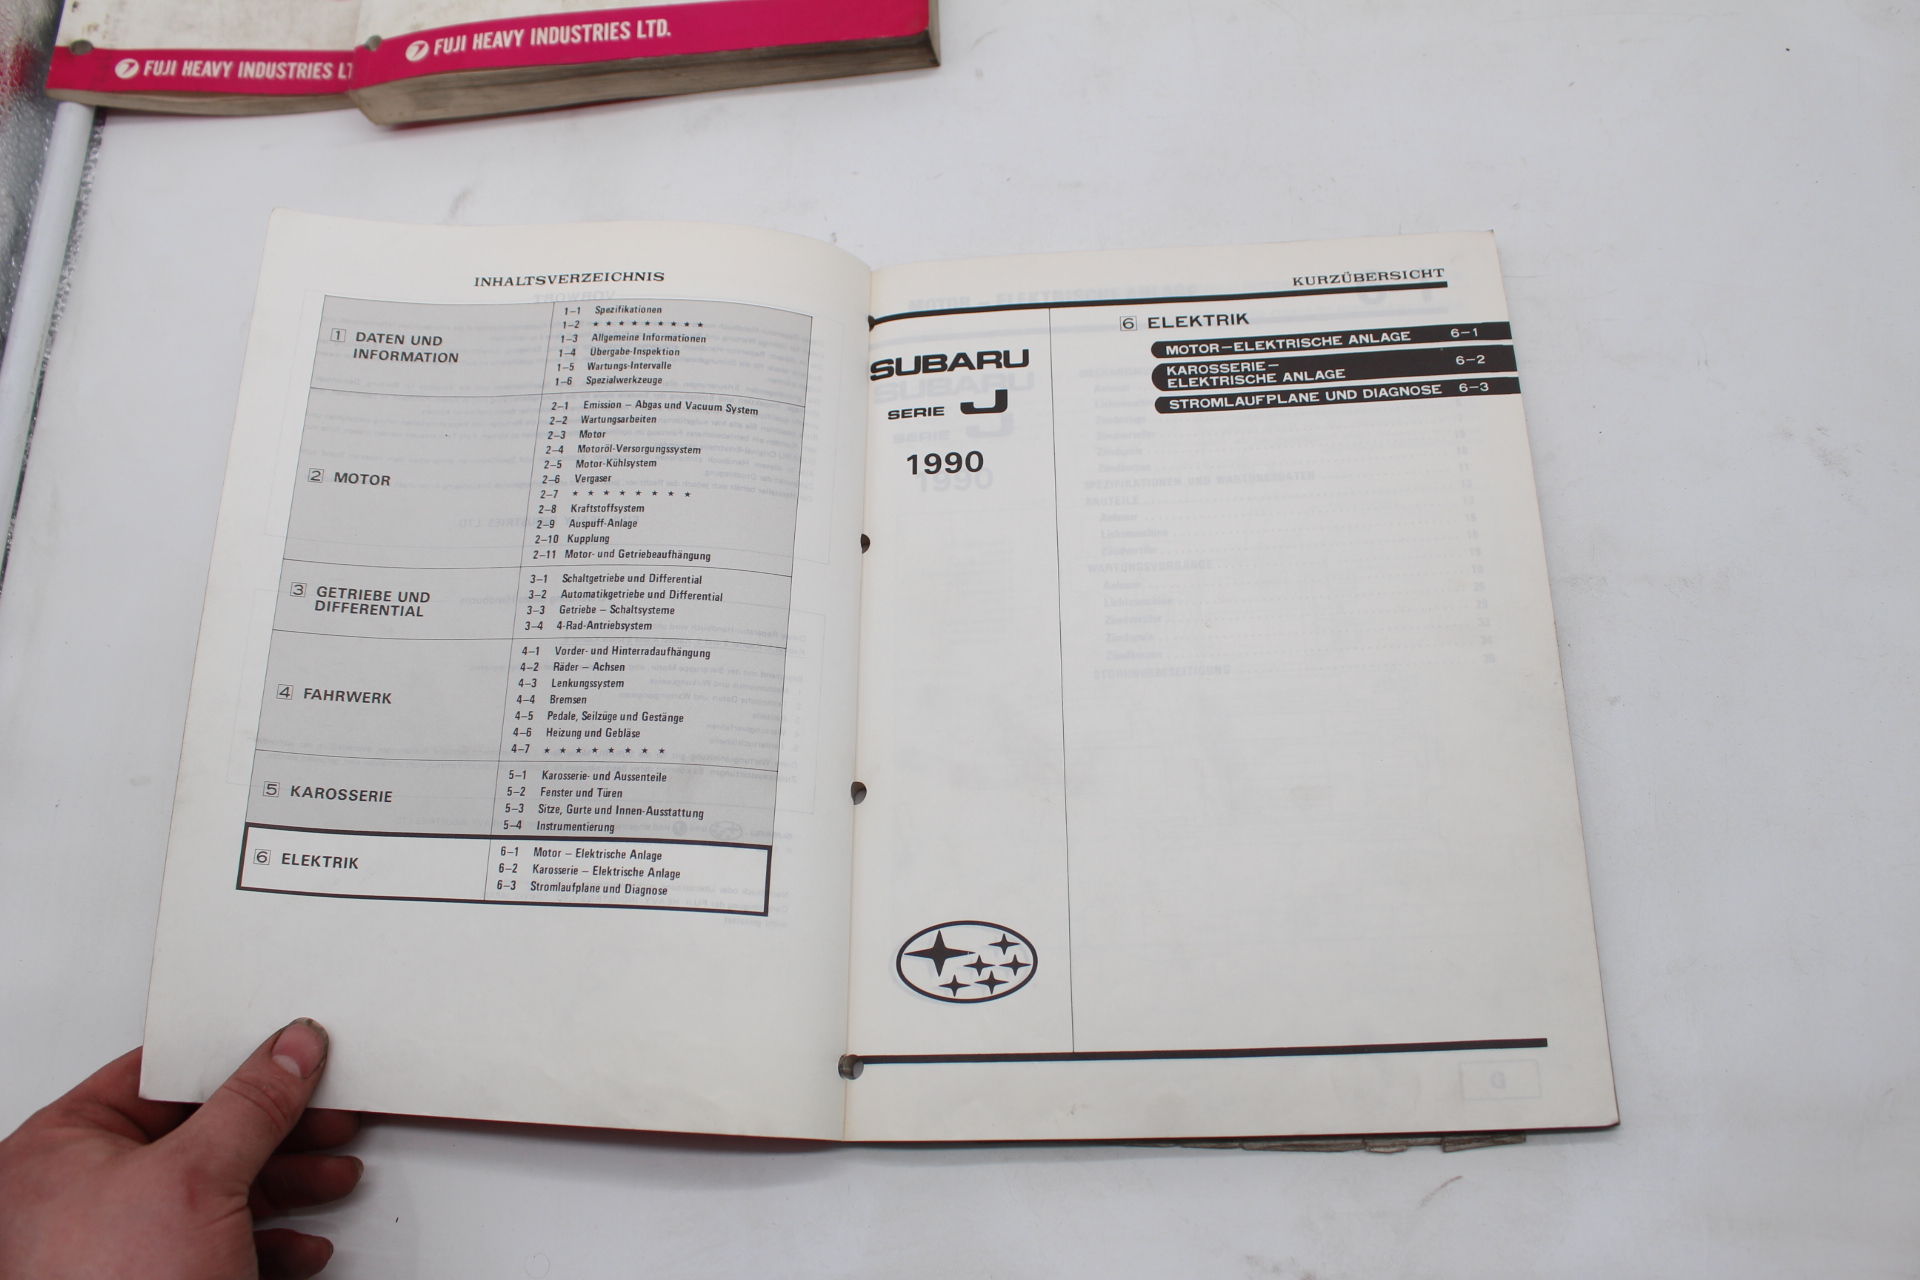 FUJI HEAVY INDUSTRIES LT
FUJI HEAVY INDUSTRIES LTD.
INHALTSVERZEICHNIS
1 DATEN UND
INFORMATION
1–1 Spezifikationen
1–2 ★ ★ ★ ★ ★ ★ ★ ★ ★
1–3 Allgemeine Informationen
1–4 Übergabe-Inspektion
1–5 Wartungs-Intervalle
1–6 Spezialwerkzeuge
2 MOTOR
2–1 Emission – Abgas und Vacuum System
2–2 Wartungsarbeiten
2–3 Motor
2–4 Motoröl-Versorgungssystem
2–5 Motor-Kühlsystem
2–6 Vergaser
2–7 ★ ★ ★ ★ ★ ★ ★ ★
2–8 Kraftstoffsystem
2–9 Auspuff-Anlage
2–10 Kupplung
2–11 Motor- und Getriebeaufhängung
3 GETRIEBE UND
DIFFERENTIAL
3–1 Schaltgetriebe und Differential
3–2 Automatikgetriebe und Differential
3–3 Getriebe – Schaltsysteme
3–4 4-Rad-Antriebsystem
4 FAHRWERK
4–1 Vorder- und Hinterradaufhängung
4–2 Räder – Achsen
4–3 Lenkungssystem
4–4 Bremsen
4–5 Pedale, Seilzüge und Gestänge
4–6 Heizung und Gebläse
4–7 ★ ★ ★ ★ ★ ★ ★ ★
5 KAROSSERIE
5–1 Karosserie- und Aussenteile
5–2 Fenster und Türen
5–3 Sitze, Gurte und Innen-Ausstattung
5–4 Instrumentierung
6 ELEKTRIK
6–1 Motor – Elektrische Anlage
6–2 Karosserie – Elektrische Anlage
6–3 Stromlaufpläne und Diagnose
KURZÜBERSICHT
SUBARU
SERIE J
1990
6 ELEKTRIK
MOTOR–ELEKTRISCHE ANLAGE 6–1
KAROSSERIE–
ELEKTRISCHE ANLAGE 6–2
STROMLAUFPLANE UND DIAGNOSE 6–3